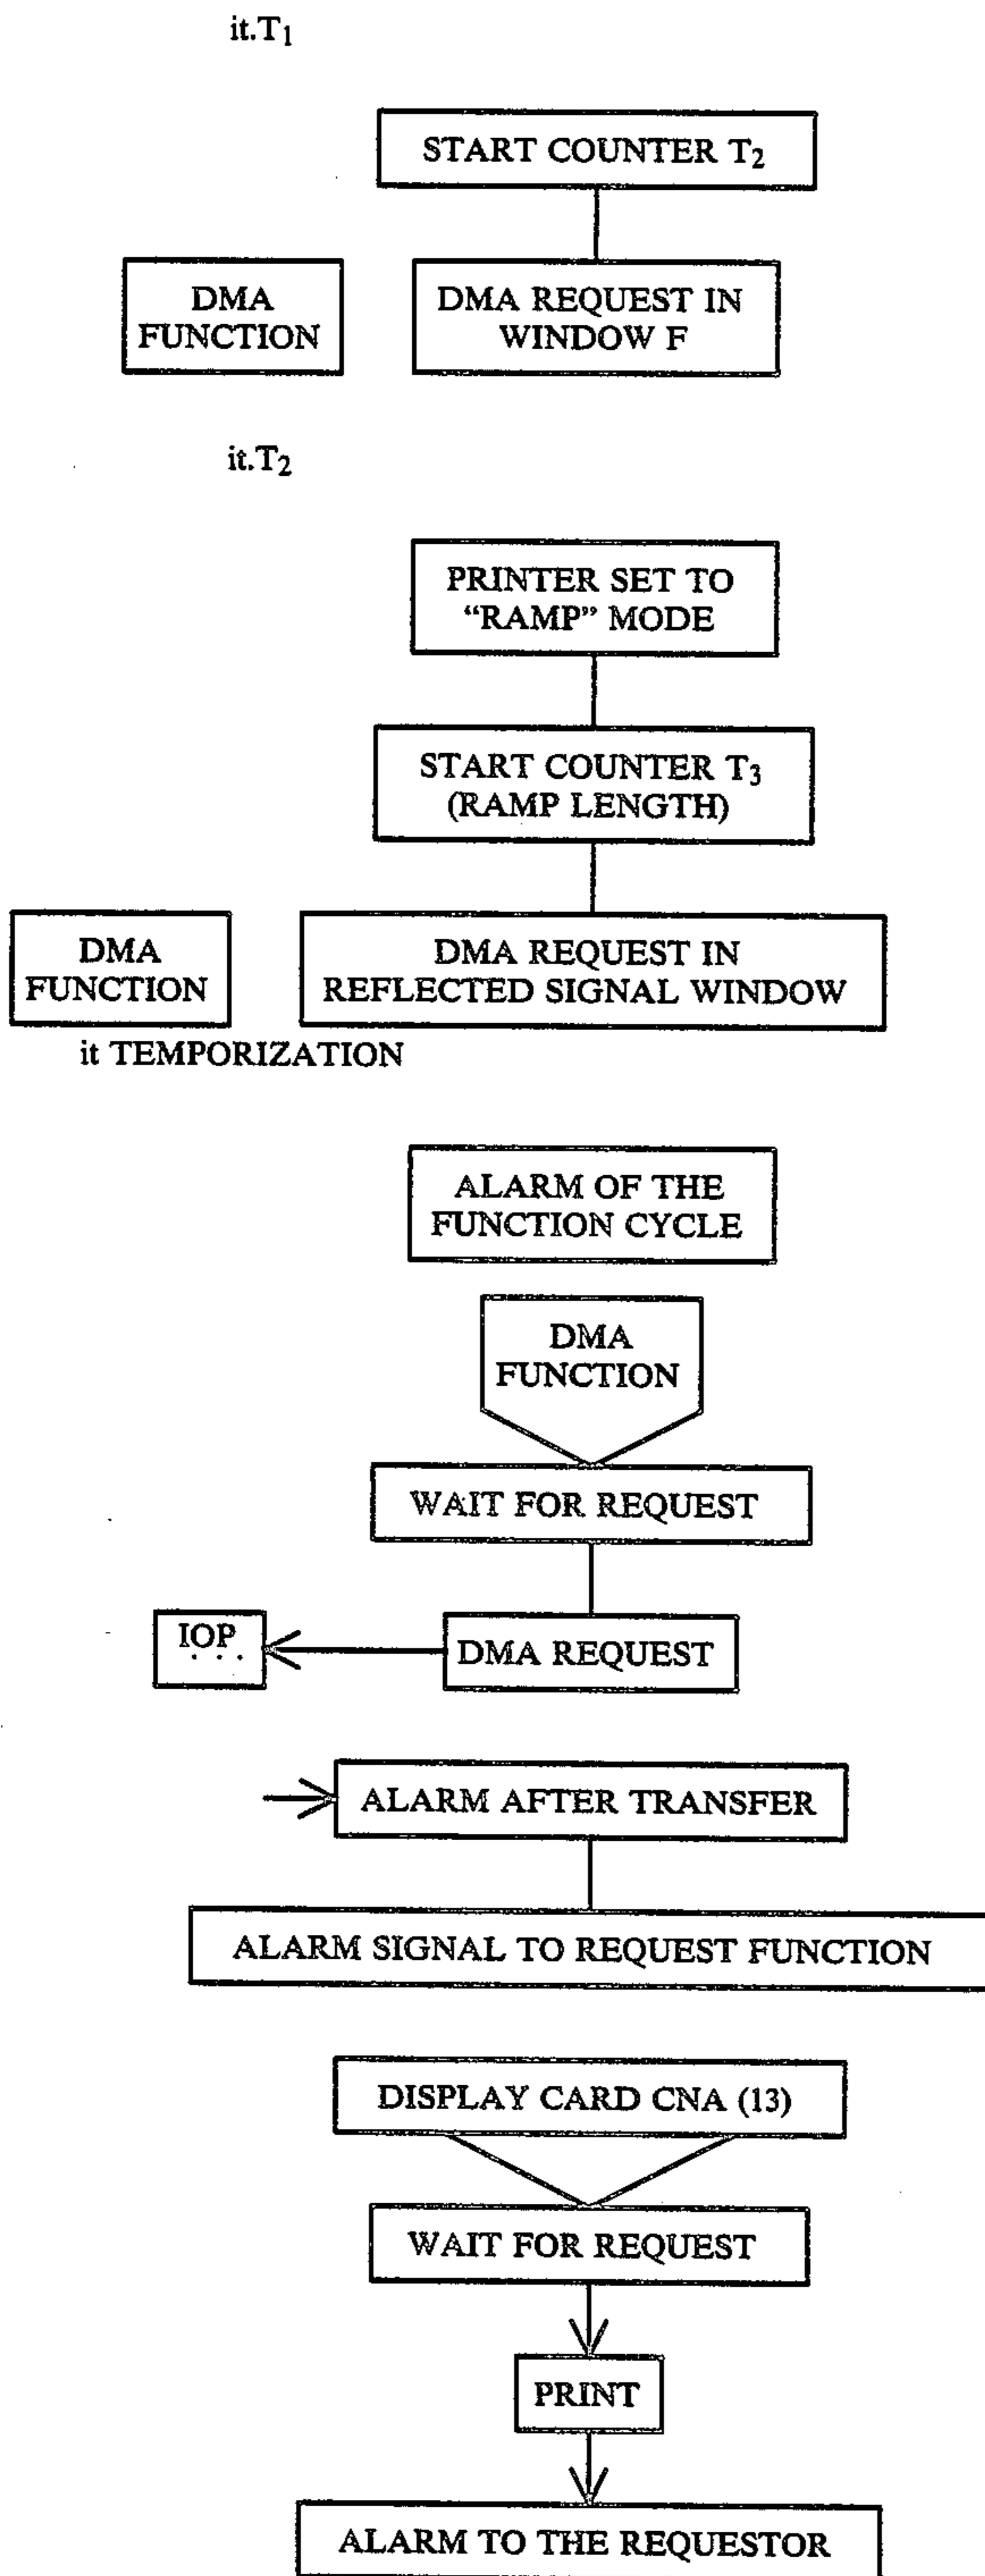 it.T1
START COUNTER T2
DMA
FUNCTION
DMA REQUEST IN
WINDOW F
it.T2
PRINTER SET TO
“RAMP” MODE
START COUNTER T3
(RAMP LENGTH)
DMA
FUNCTION
DMA REQUEST IN
REFLECTED SIGNAL WINDOW
it TEMPORIZATION
ALARM OF THE
FUNCTION CYCLE
DMA
FUNCTION
WAIT FOR REQUEST
IOP
. . .
DMA REQUEST
ALARM AFTER TRANSFER
ALARM SIGNAL TO REQUEST FUNCTION
DISPLAY CARD CNA (13)
WAIT FOR REQUEST
PRINT
ALARM TO THE REQUESTOR